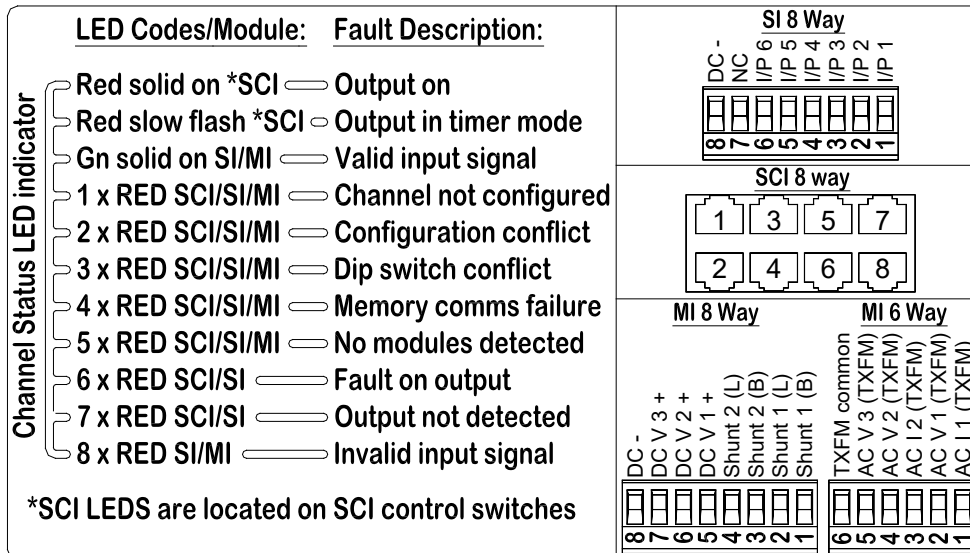 LED Codes/Module: Fault Description:
Channel Status LED indicator
Red solid on *SCI Output on
Red slow flash *SCI Output in timer mode
Gn solid on SI/MI Valid input signal
1 x RED SCI/SI/MI Channel not configured
2 x RED SCI/SI/MI Configuration conflict
3 x RED SCI/SI/MI Dip switch conflict
4 x RED SCI/SI/MI Memory comms failure
5 x RED SCI/SI/MI No modules detected
6 x RED SCI/SI Fault on output
7 x RED SCI/SI Output not detected
8 x RED SI/MI Invalid input signal
*SCI LEDS are located on SCI control switches
SI 8 Way
DC -
NC
I/P 6
I/P 5
I/P 4
I/P 3
I/P 2
I/P 1
8 7 6 5 4 3 2 1
SCI 8 way
1 3 5 7
2 4 6 8
MI 8 Way
DC -
DC V 3 +
DC V 2 +
DC V 1 +
Shunt 2 (L)
Shunt 2 (B)
Shunt 1 (L)
Shunt 1 (B)
8 7 6 5 4 3 2 1
MI 6 Way
TXFM common
AC V 3 (TXFM)
AC V 2 (TXFM)
AC I 2 (TXFM)
AC V 1 (TXFM)
AC I 1 (TXFM)
6 5 4 3 2 1